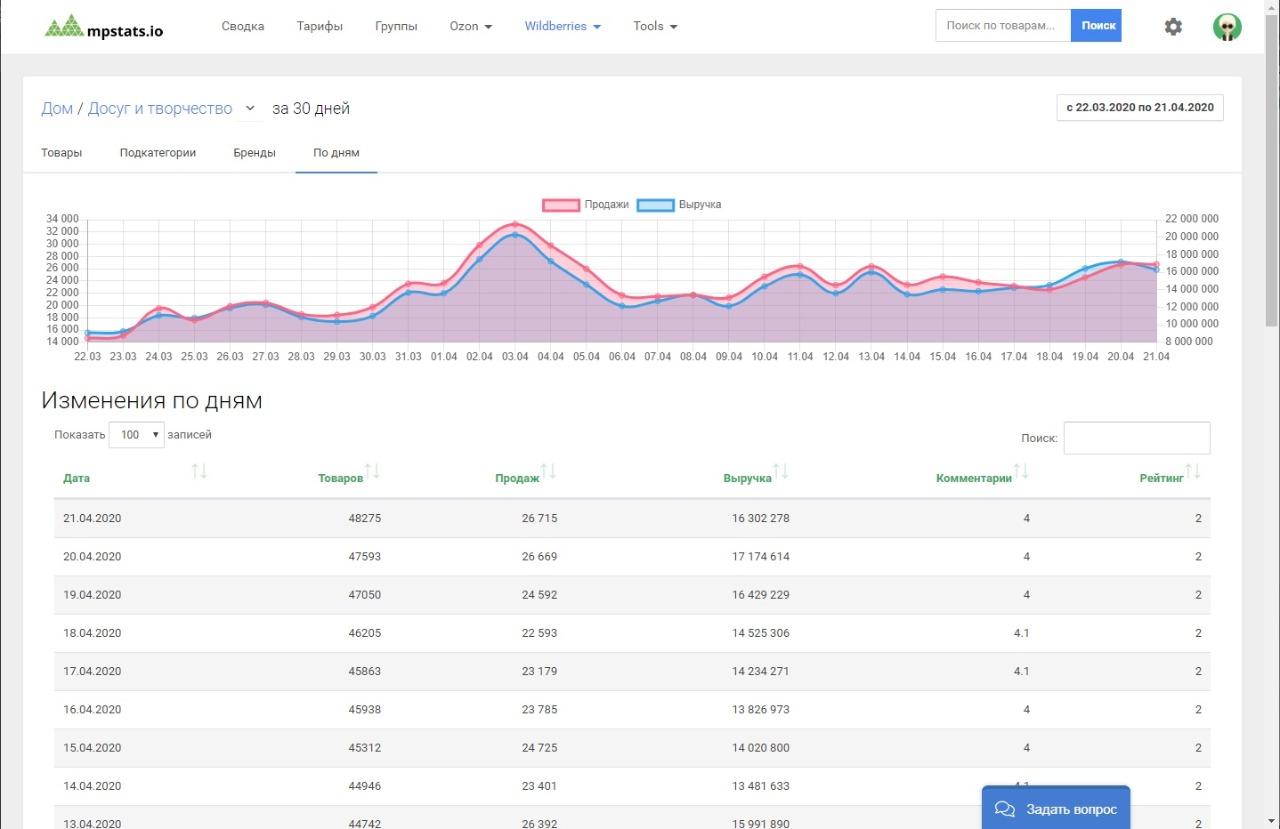 mpstats.io Сводка Тарифы Группы Ozon Wildberries Tools Поиск по товарам... Поиск
Дом / Досуг и творчество за 30 дней с 22.03.2020 по 21.04.2020
Товары Подкатегории Бренды По дням
Продажи Выручка
34 000 22 000 000
32 000
30 000 20 000 000
28 000 18 000 000
26 000
24 000 16 000 000
22 000 14 000 000
20 000 12 000 000
18 000
16 000 10 000 000
14 000 8 000 000
22.03 23.03 24.03 25.03 26.03 27.03 28.03 29.03 30.03 31.03 01.04 02.04 03.04 04.04 05.04 06.04 07.04 08.04 09.04 10.04 11.04 12.04 13.04 14.04 15.04 16.04 17.04 18.04 19.04 20.04 21.04
Изменения по дням
Показать 100 записей Поиск:
Дата Товаров Продаж Выручка Комментарии Рейтинг
21.04.2020 48275 26 715 16 302 278 4 2
20.04.2020 47593 26 669 17 174 614 4 2
19.04.2020 47050 24 592 16 429 229 4 2
18.04.2020 46205 22 593 14 525 306 4.1 2
17.04.2020 45863 23 179 14 234 271 4.1 2
16.04.2020 45938 23 785 13 826 973 4 2
15.04.2020 45312 24 725 14 020 800 4 2
14.04.2020 44946 23 401 13 481 633 4.1 2
13.04.2020 44742 26 392 15 991 890 2
Задать вопрос